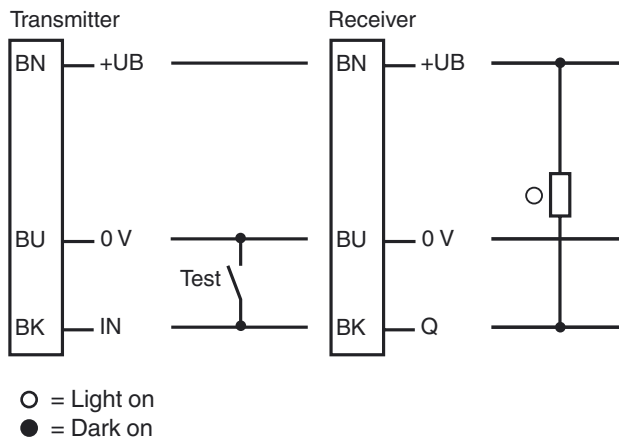 Transmitter
Receiver
BN
+UB
BN
+UB
BU
0 V
BU
0 V
Test
BK
IN
BK
Q
= Light on
= Dark on